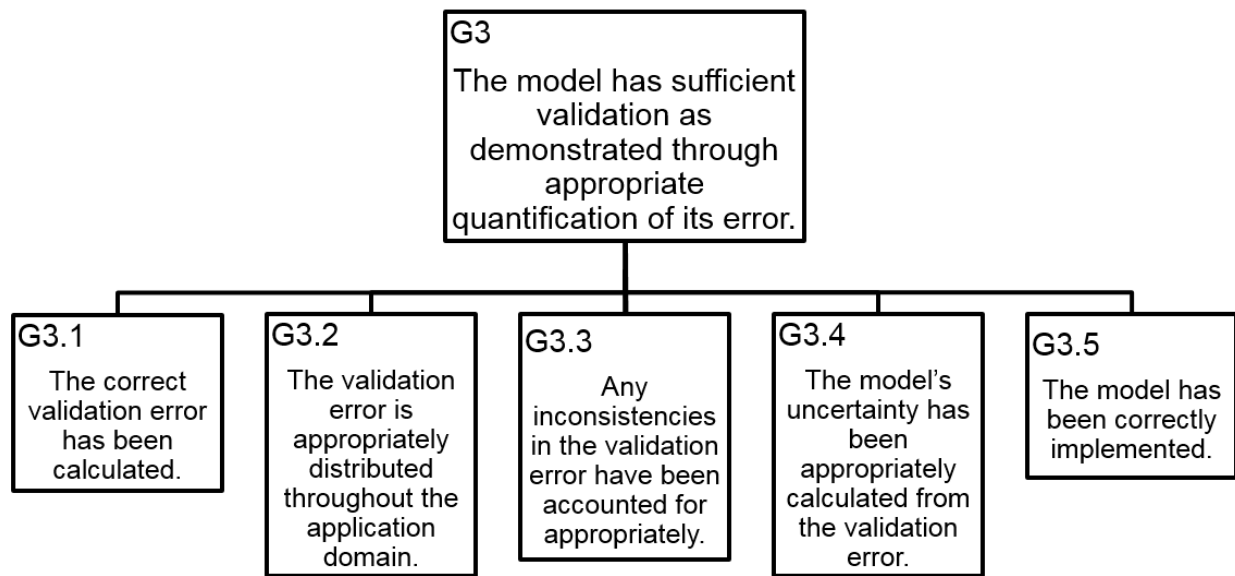 G3
The model has sufficient
validation as
demonstrated through
appropriate
quantification of its error.
G3.1
The correct
validation error
has been
calculated.
G3.2
The validation
error is
appropriately
distributed
throughout the
application
domain.
G3.3
Any
inconsistencies
in the validation
error have been
accounted for
appropriately.
G3.4
The model’s
uncertainty has
been
appropriately
calculated from
the validation
error.
G3.5
The model has
been correctly
implemented.